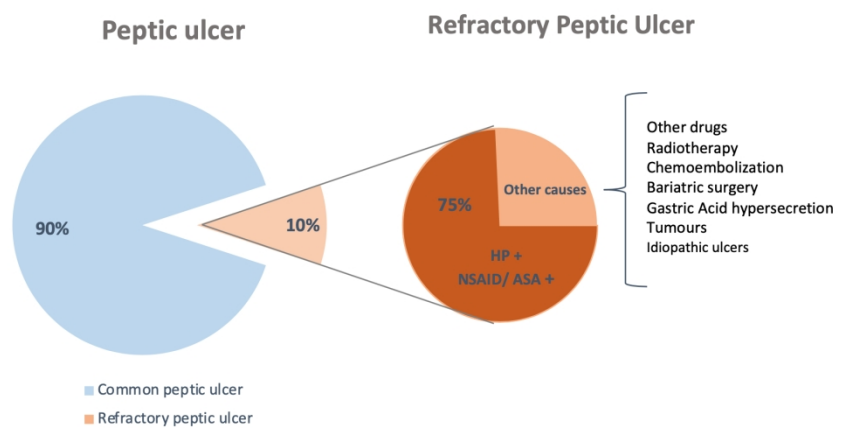 Peptic ulcer
Refractory Peptic Ulcer
90%
10%
75%
Other causes
HP +
NSAID/ ASA +
Other drugs
Radiotherapy
Chemoembolization
Bariatric surgery
Gastric Acid hypersecretion
Tumours
Idiopathic ulcers
Common peptic ulcer
Refractory peptic ulcer